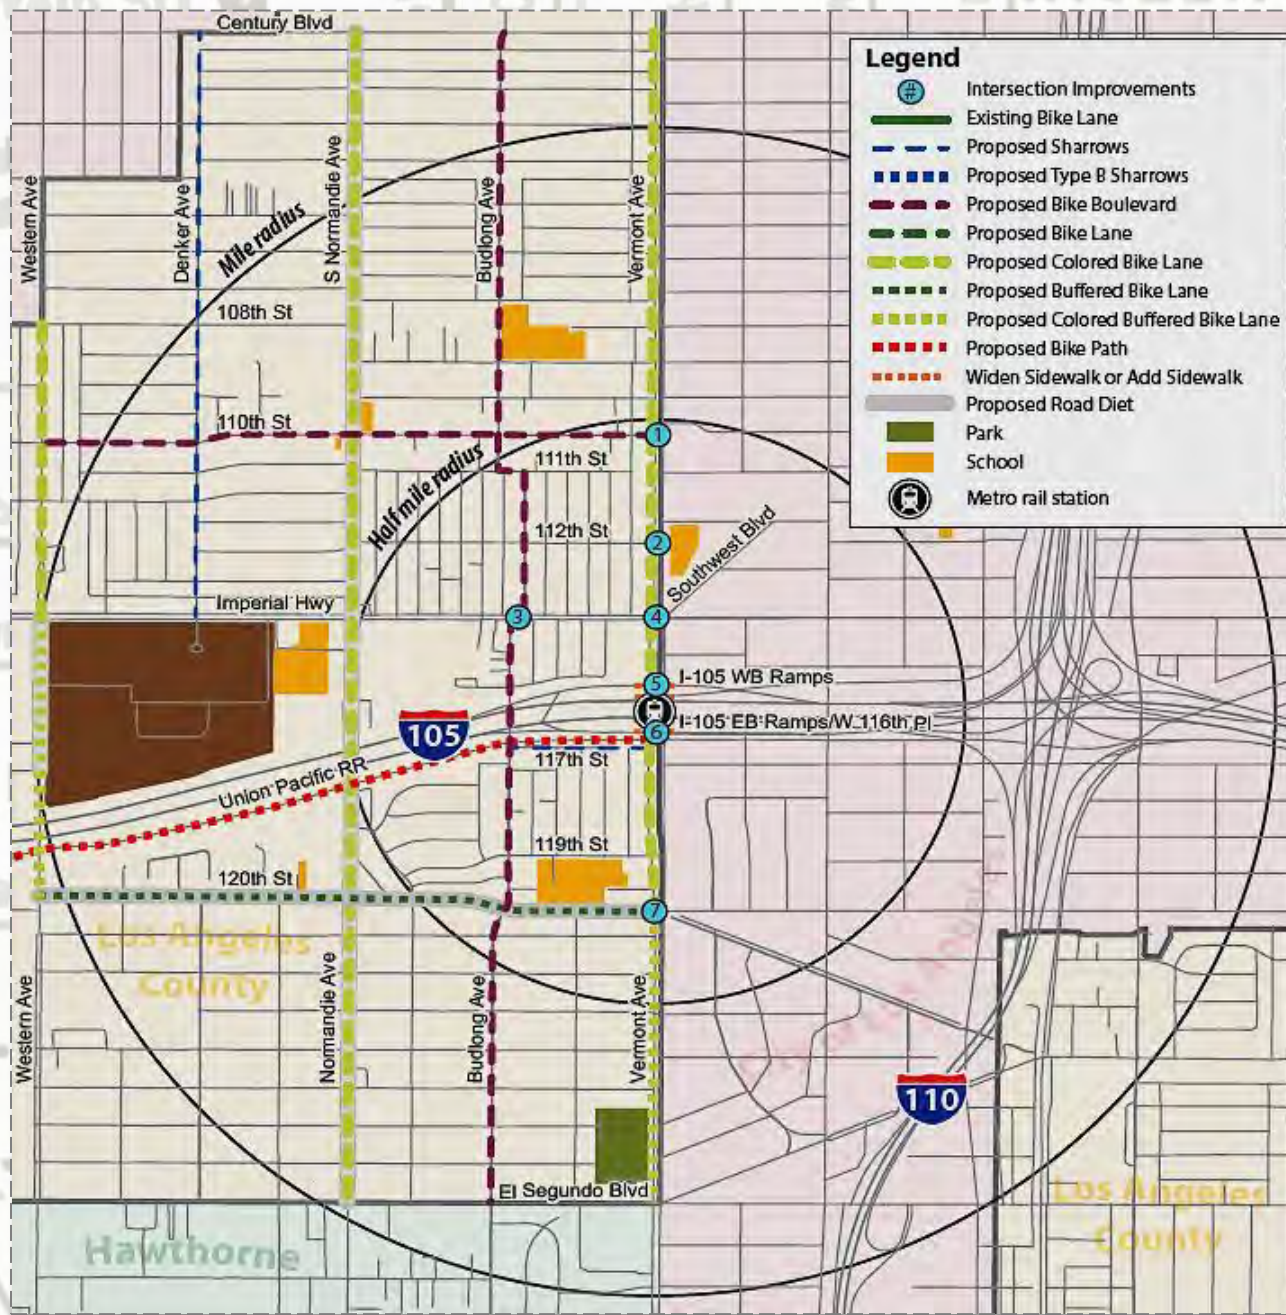 Century Blvd
Legend
# Intersection Improvements
Existing Bike Lane
Proposed Sharrows
Proposed Type B Sharrows
Proposed Bike Boulevard
Proposed Bike Lane
Proposed Colored Bike Lane
Proposed Buffered Bike Lane
Proposed Colored Buffered Bike Lane
Proposed Bike Path
Widen Sidewalk or Add Sidewalk
Proposed Road Diet
Park
School
Metro rail station
Western Ave
Denker Ave
S Normandie Ave
Budlong Ave
Vermont Ave
Mile radius
108th St
110th St
1
Half mile radius
111th St
112th St
2
Southwest Blvd
Imperial Hwy
3
4
5
I-105 WB Ramps
105
6
I-105 EB Ramps/W 116th Pl
117th St
Union Pacific RR
119th St
120th St
7
Los Angeles
County
Western Ave
Normandie Ave
Budlong Ave
Vermont Ave
110
El Segundo Blvd
Los Angeles
County
Hawthorne